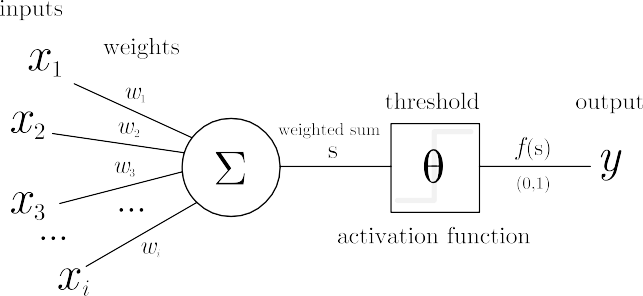 inputs
weights
x₁
w₁
x₂
w₂
x₃
w₃
...
...
xᵢ
wᵢ
Σ
weighted sum
s
threshold
θ
activation function
f(s)
(0,1)
output
y